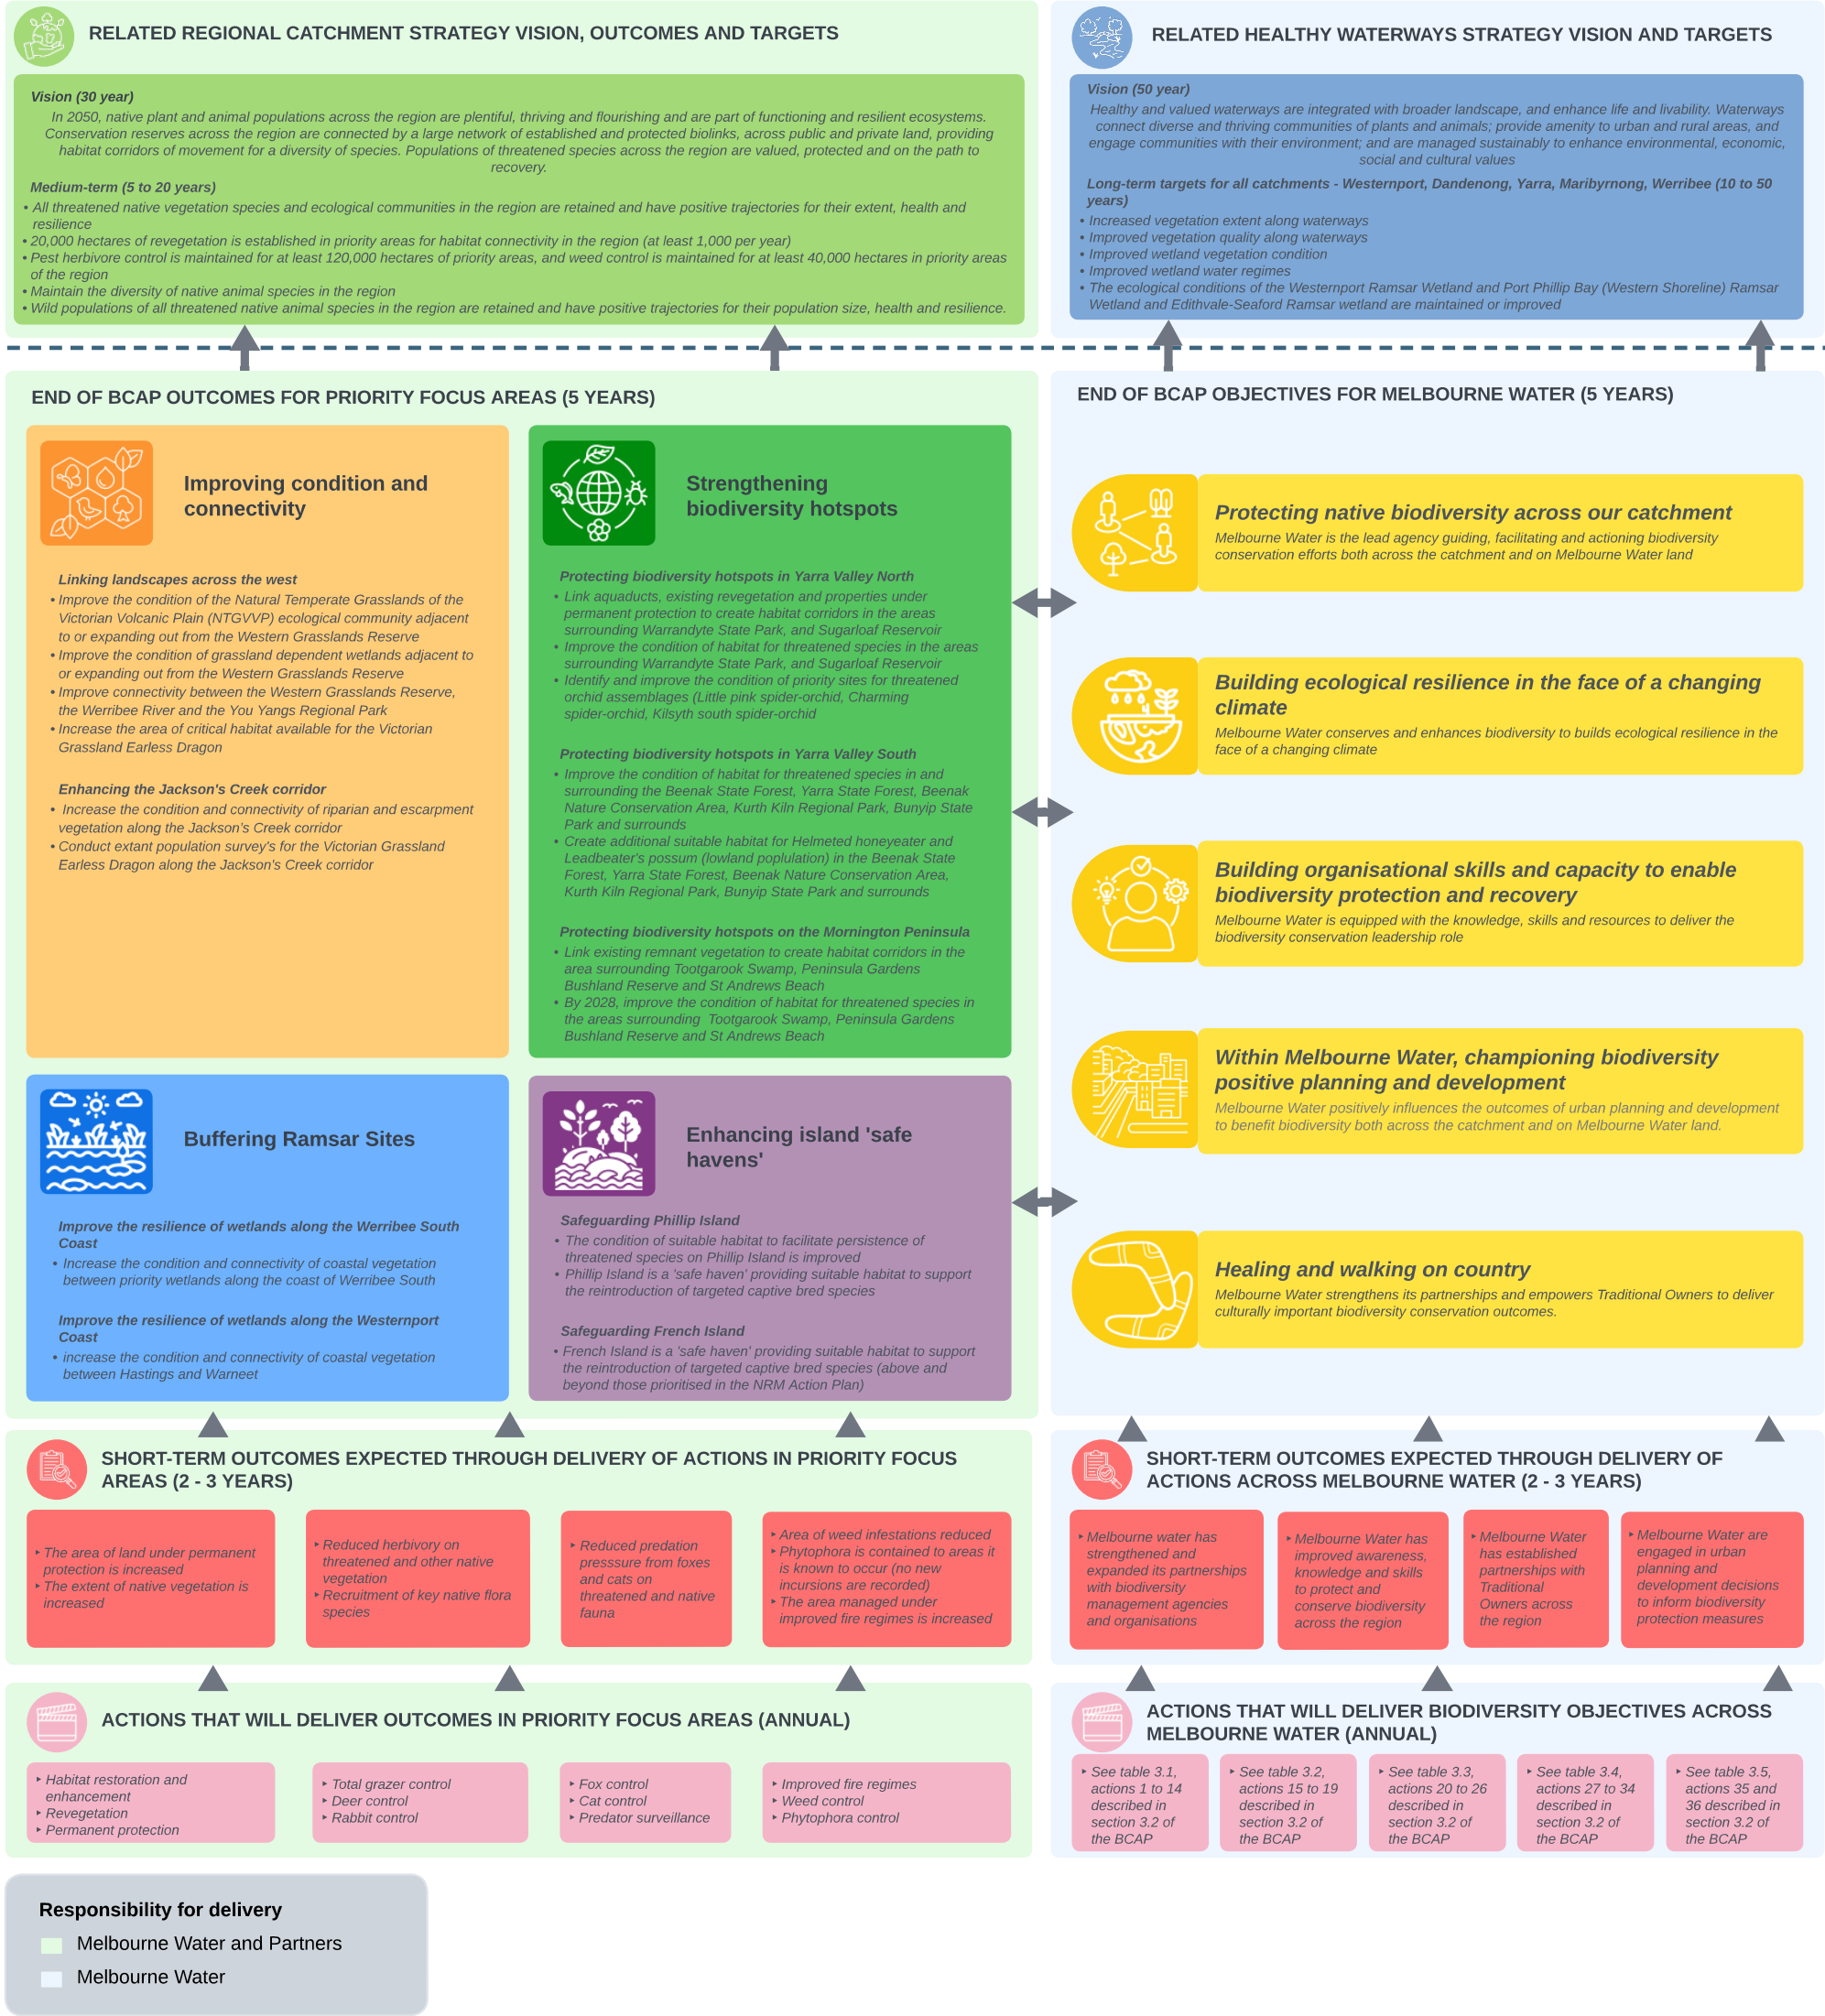 RELATED REGIONAL CATCHMENT STRATEGY VISION, OUTCOMES AND TARGETS
Vision (30 year)
In 2050, native plant and animal populations across the region are plentiful, thriving and flourishing and are part of functioning and resilient ecosystems.
Conservation reserves across the region are connected by a large network of established and protected biolinks, across public and private land, providing
habitat corridors of movement for a diversity of species. Populations of threatened species across the region are valued, protected and on the path to
recovery.
Medium-term (5 to 20 years)
• All threatened native vegetation species and ecological communities in the region are retained and have positive trajectories for their extent, health and
resilience
• 20,000 hectares of revegetation is established in priority areas for habitat connectivity in the region (at least 1,000 per year)
• Pest herbivore control is maintained for at least 120,000 hectares of priority areas, and weed control is maintained for at least 40,000 hectares in priority areas
of the region
• Maintain the diversity of native animal species in the region
• Wild populations of all threatened native animal species in the region are retained and have positive trajectories for their population size, health and resilience.
RELATED HEALTHY WATERWAYS STRATEGY VISION AND TARGETS
Vision (50 year)
Healthy and valued waterways are integrated with broader landscape, and enhance life and livability. Waterways
connect diverse and thriving communities of plants and animals; provide amenity to urban and rural areas, and
engage communities with their environment; and are managed sustainably to enhance environmental, economic,
social and cultural values
Long-term targets for all catchments - Westernport, Dandenong, Yarra, Maribyrnong, Werribee (10 to 50
years)
• Increased vegetation extent along waterways
• Improved vegetation quality along waterways
• Improved wetland vegetation condition
• Improved wetland water regimes
• The ecological conditions of the Westernport Ramsar Wetland and Port Phillip Bay (Western Shoreline) Ramsar
Wetland and Edithvale-Seaford Ramsar wetland are maintained or improved
END OF BCAP OUTCOMES FOR PRIORITY FOCUS AREAS (5 YEARS)
Improving condition and
connectivity
Linking landscapes across the west
• Improve the condition of the Natural Temperate Grasslands of the
Victorian Volcanic Plain (NTGVVP) ecological community adjacent
to or expanding out from the Western Grasslands Reserve
• Improve the condition of grassland dependent wetlands adjacent to
or expanding out from the Western Grasslands Reserve
• Improve connectivity between the Western Grasslands Reserve,
the Werribee River and the You Yangs Regional Park
• Increase the area of critical habitat available for the Victorian
Grassland Earless Dragon
Enhancing the Jackson's Creek corridor
• Increase the condition and connectivity of riparian and escarpment
vegetation along the Jackson's Creek corridor
• Conduct extant population survey's for the Victorian Grassland
Earless Dragon along the Jackson's Creek corridor
Strengthening
biodiversity hotspots
Protecting biodiversity hotspots in Yarra Valley North
• Link aquaducts, existing revegetation and properties under
permanent protection to create habitat corridors in the areas
surrounding Warrandyte State Park, and Sugarloaf Reservoir
• Improve the condition of habitat for threatened species in the areas
surrounding Warrandyte State Park, and Sugarloaf Reservoir
• Identify and improve the condition of priority sites for threatened
orchid assemblages (Little pink spider-orchid, Charming
spider-orchid, Kilsyth south spider-orchid
Protecting biodiversity hotspots in Yarra Valley South
• Improve the condition of habitat for threatened species in and
surrounding the Beenak State Forest, Yarra State Forest, Beenak
Nature Conservation Area, Kurth Kiln Regional Park, Bunyip State
Park and surrounds
• Create additional suitable habitat for Helmeted honeyeater and
Leadbeater's possum (lowland poplulation) in the Beenak State
Forest, Yarra State Forest, Beenak Nature Conservation Area,
Kurth Kiln Regional Park, Bunyip State Park and surrounds
Protecting biodiversity hotspots on the Mornington Peninsula
• Link existing remnant vegetation to create habitat corridors in the
area surrounding Tootgarook Swamp, Peninsula Gardens
Bushland Reserve and St Andrews Beach
• By 2028, improve the condition of habitat for threatened species in
the areas surrounding Tootgarook Swamp, Peninsula Gardens
Bushland Reserve and St Andrews Beach
Buffering Ramsar Sites
Improve the resilience of wetlands along the Werribee South
Coast
• Increase the condition and connectivity of coastal vegetation
between priority wetlands along the coast of Werribee South
Improve the resilience of wetlands along the Westernport
Coast
• increase the condition and connectivity of coastal vegetation
between Hastings and Warneet
Enhancing island 'safe
havens'
Safeguarding Phillip Island
• The condition of suitable habitat to facilitate persistence of
threatened species on Phillip Island is improved
• Phillip Island is a 'safe haven' providing suitable habitat to support
the reintroduction of targeted captive bred species
Safeguarding French Island
• French Island is a 'safe haven' providing suitable habitat to support
the reintroduction of targeted captive bred species (above and
beyond those prioritised in the NRM Action Plan)
END OF BCAP OBJECTIVES FOR MELBOURNE WATER (5 YEARS)
Protecting native biodiversity across our catchment
Melbourne Water is the lead agency guiding, facilitating and actioning biodiversity
conservation efforts both across the catchment and on Melbourne Water land
Building ecological resilience in the face of a changing
climate
Melbourne Water conserves and enhances biodiversity to builds ecological resilience in the
face of a changing climate
Building organisational skills and capacity to enable
biodiversity protection and recovery
Melbourne Water is equipped with the knowledge, skills and resources to deliver the
biodiversity conservation leadership role
Within Melbourne Water, championing biodiversity
positive planning and development
Melbourne Water positively influences the outcomes of urban planning and development
to benefit biodiversity both across the catchment and on Melbourne Water land.
Healing and walking on country
Melbourne Water strengthens its partnerships and empowers Traditional Owners to deliver
culturally important biodiversity conservation outcomes.
SHORT-TERM OUTCOMES EXPECTED THROUGH DELIVERY OF ACTIONS IN PRIORITY FOCUS
AREAS (2 - 3 YEARS)
‣ The area of land under permanent
protection is increased
‣ The extent of native vegetation is
increased
‣ Reduced herbivory on
threatened and other native
vegetation
‣ Recruitment of key native flora
species
‣ Reduced predation
presssure from foxes
and cats on
threatened and native
fauna
‣ Area of weed infestations reduced
‣ Phytophora is contained to areas it
is known to occur (no new
incursions are recorded)
‣ The area managed under
improved fire regimes is increased
SHORT-TERM OUTCOMES EXPECTED THROUGH DELIVERY OF
ACTIONS ACROSS MELBOURNE WATER (2 - 3 YEARS)
‣ Melbourne water has
strengthened and
expanded its partnerships
with biodiversity
management agencies
and organisations
‣ Melbourne Water has
improved awareness,
knowledge and skills
to protect and
conserve biodiversity
across the region
‣ Melbourne Water
has established
partnerships with
Traditional
Owners across
the region
‣ Melbourne Water are
engaged in urban
planning and
development decisions
to inform biodiversity
protection measures
ACTIONS THAT WILL DELIVER OUTCOMES IN PRIORITY FOCUS AREAS (ANNUAL)
‣ Habitat restoration and
enhancement
‣ Revegetation
‣ Permanent protection
‣ Total grazer control
‣ Deer control
‣ Rabbit control
‣ Fox control
‣ Cat control
‣ Predator surveillance
‣ Improved fire regimes
‣ Weed control
‣ Phytophora control
ACTIONS THAT WILL DELIVER BIODIVERSITY OBJECTIVES ACROSS
MELBOURNE WATER (ANNUAL)
‣ See table 3.1,
actions 1 to 14
described in
section 3.2 of
the BCAP
‣ See table 3.2,
actions 15 to 19
described in
section 3.2 of
the BCAP
‣ See table 3.3,
actions 20 to 26
described in
section 3.2 of
the BCAP
‣ See table 3.4,
actions 27 to 34
described in
section 3.2 of
the BCAP
‣ See table 3.5,
actions 35 and
36 described in
section 3.2 of
the BCAP
Responsibility for delivery
Melbourne Water and Partners
Melbourne Water